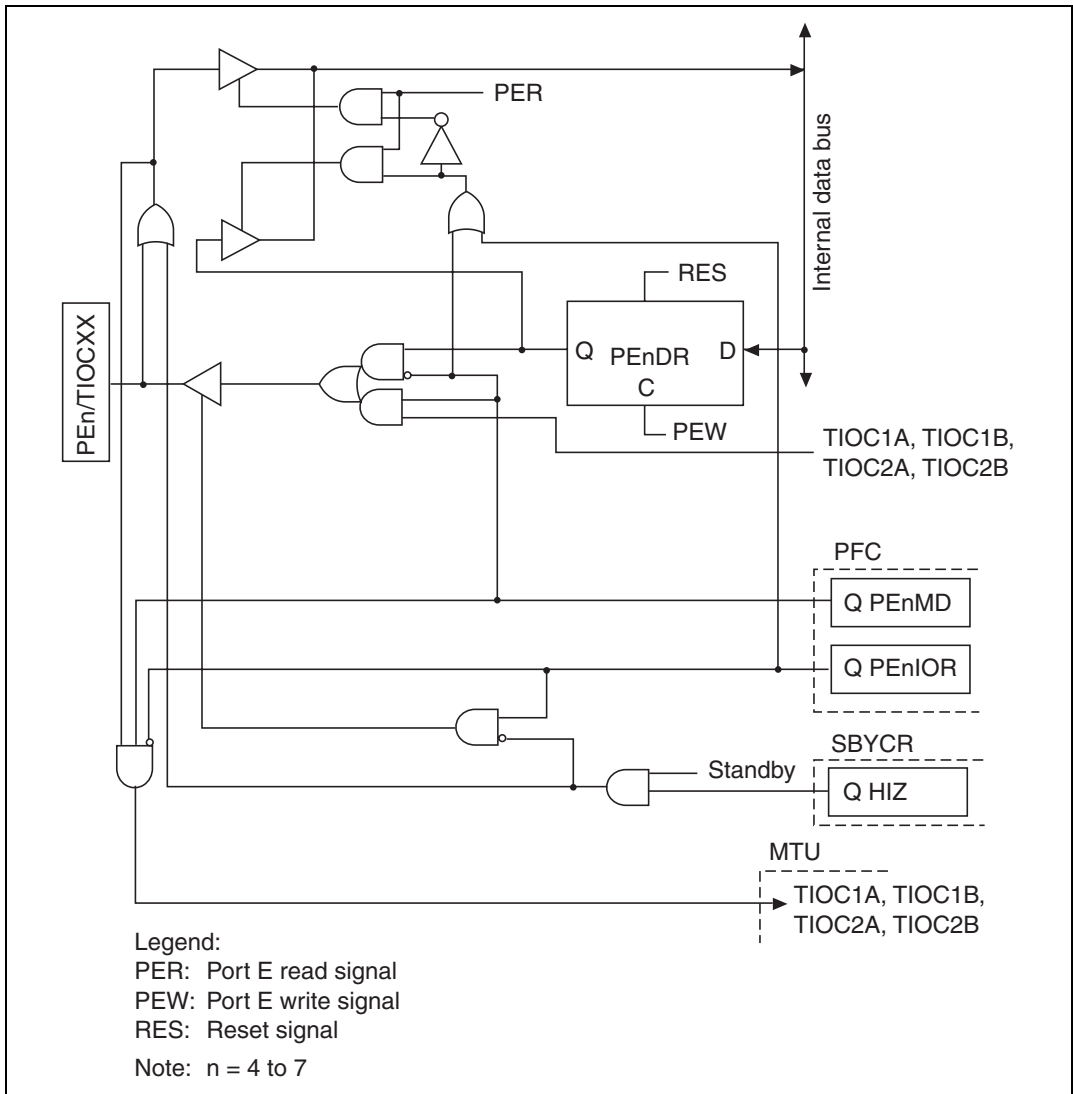 PER
Internal data bus
RES
PEn/TIOCXX
Q PEnDR D
C
PEW
TIOC1A, TIOC1B,
TIOC2A, TIOC2B
PFC
Q PEnMD
Q PEnIOR
SBYCR
Standby
Q HIZ
MTU
TIOC1A, TIOC1B,
TIOC2A, TIOC2B
Legend:
PER: Port E read signal
PEW: Port E write signal
RES: Reset signal
Note: n = 4 to 7